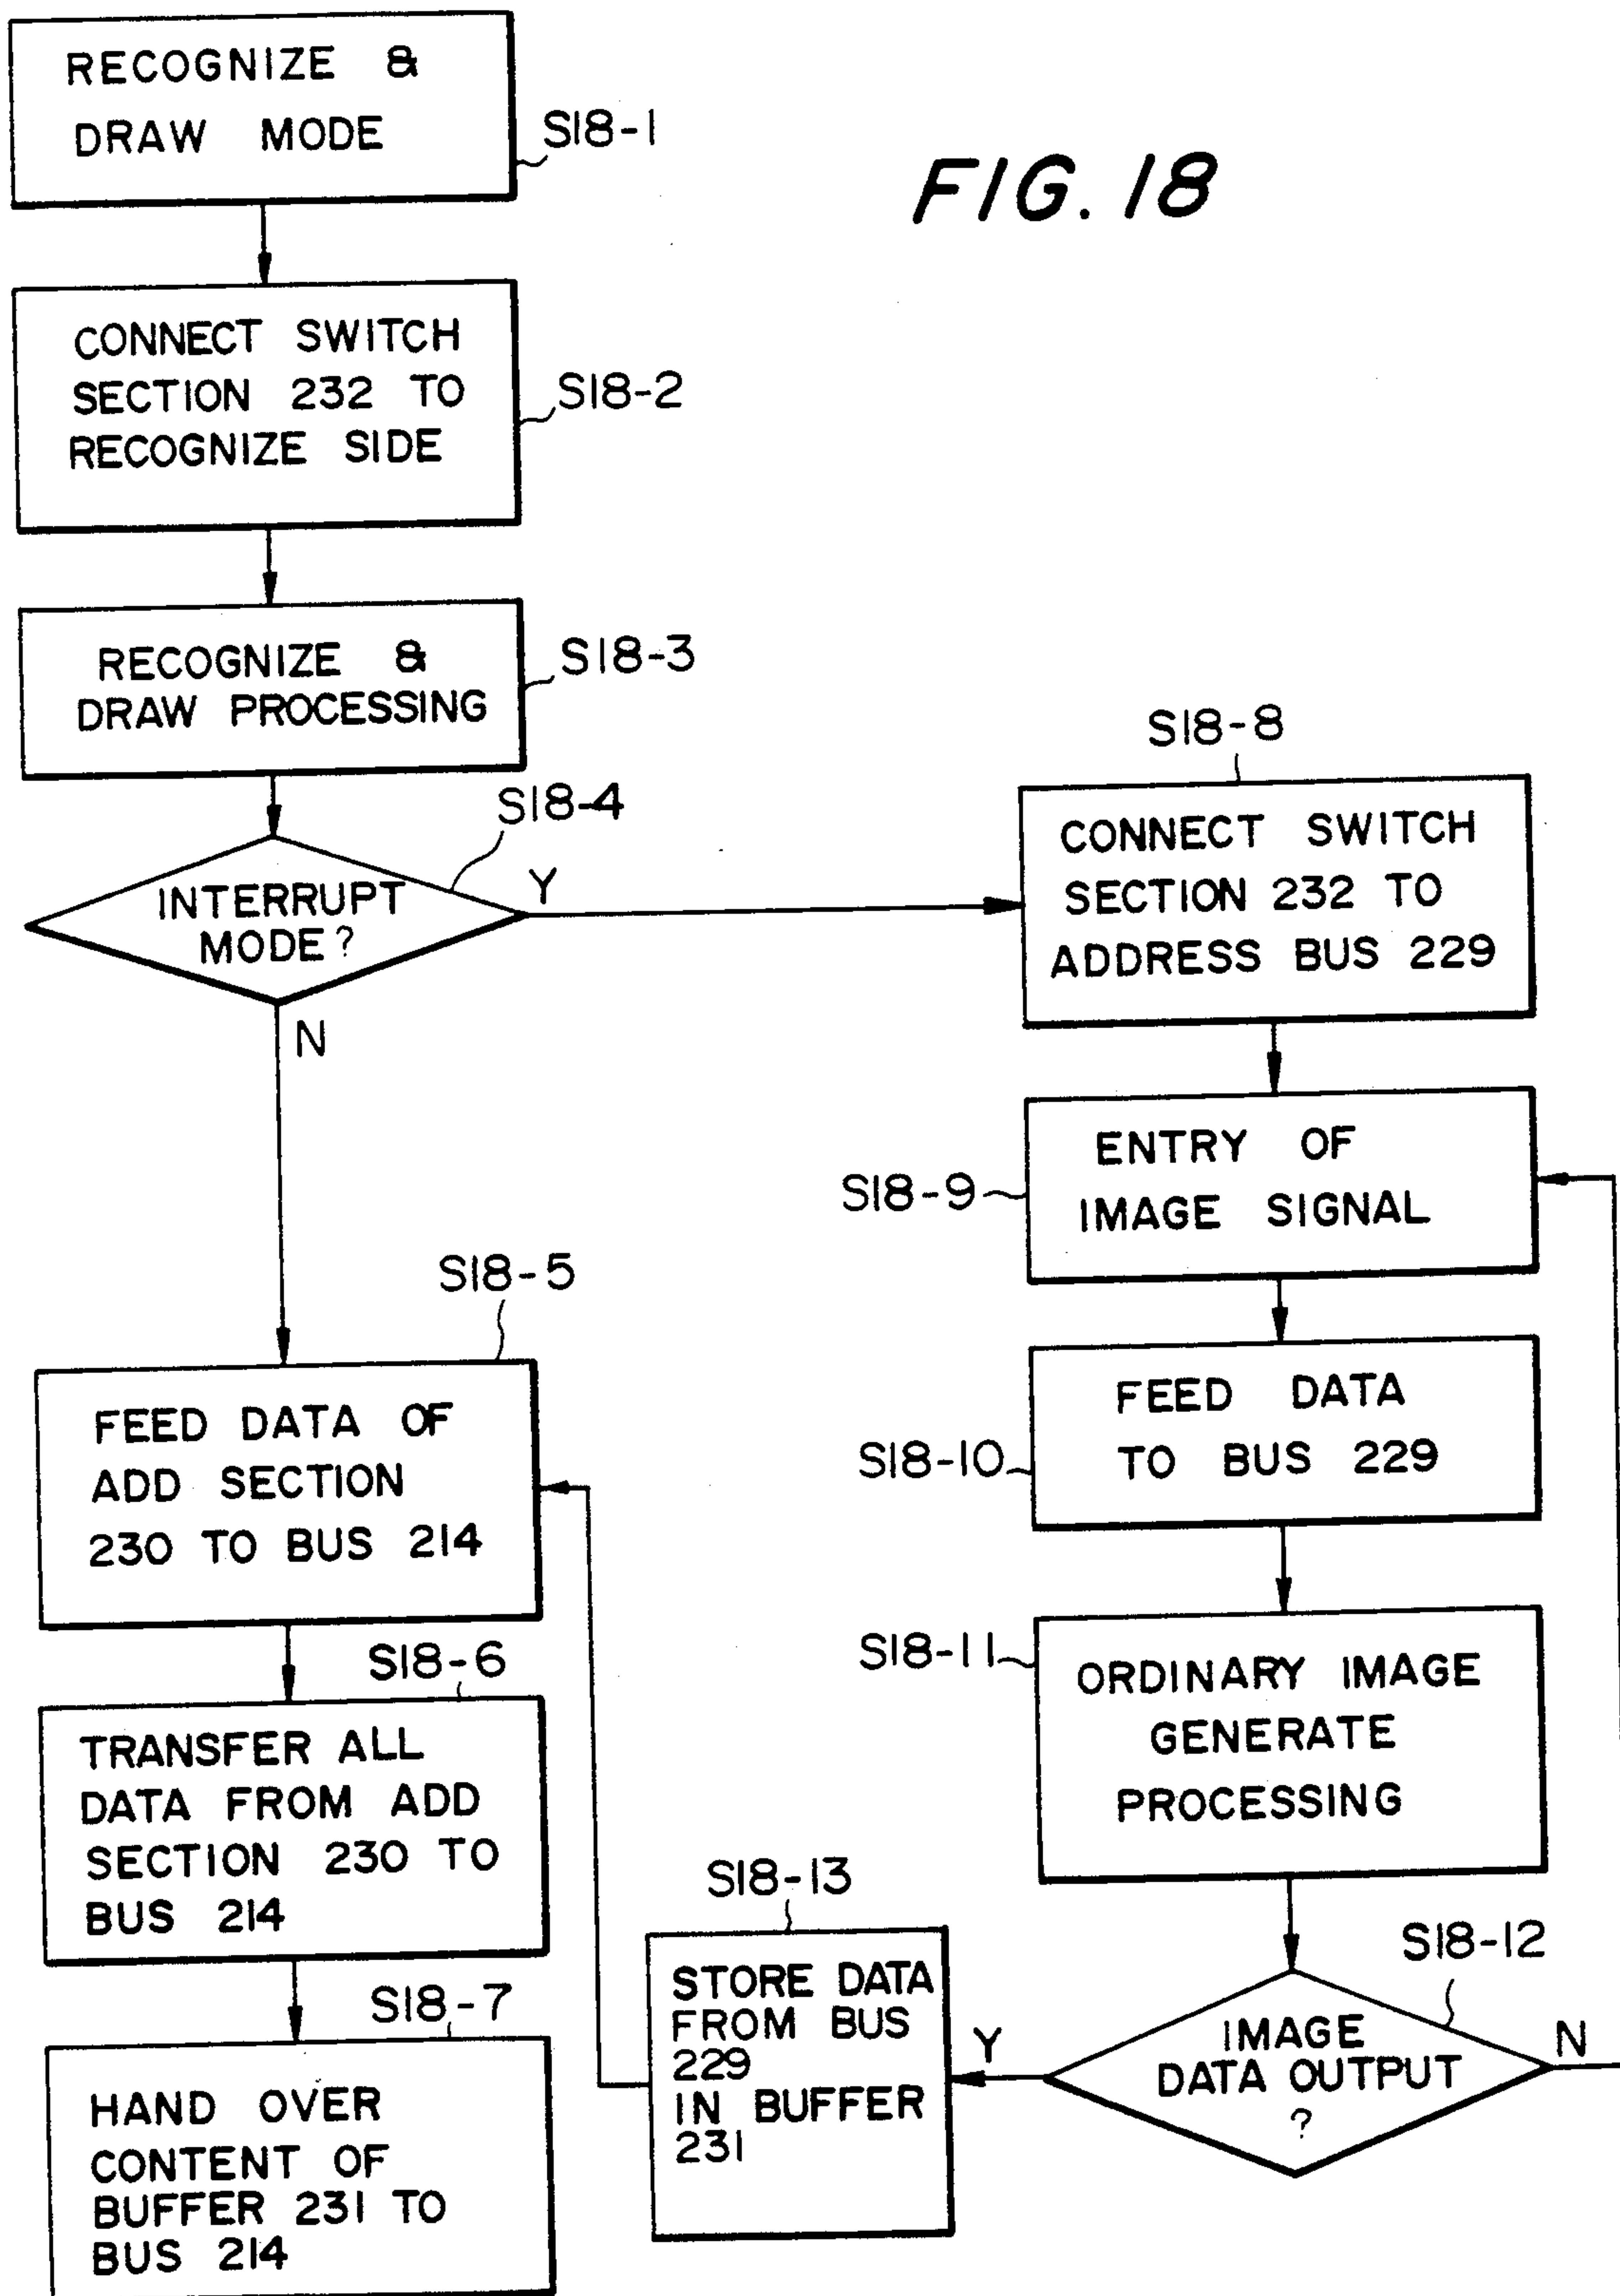 RECOGNIZE &
DRAW MODE
S18-1
FIG. 18
CONNECT SWITCH
SECTION 232 TO
RECOGNIZE SIDE
S18-2
RECOGNIZE &
DRAW PROCESSING
S18-3
INTERRUPT
MODE?
S18-4
Y
N
FEED DATA OF
ADD SECTION
230 TO BUS 214
S18-5
TRANSFER ALL
DATA FROM ADD
SECTION 230 TO
BUS 214
S18-6
HAND OVER
CONTENT OF
BUFFER 231 TO
BUS 214
S18-7
S18-8
CONNECT SWITCH
SECTION 232 TO
ADDRESS BUS 229
S18-9
ENTRY OF
IMAGE SIGNAL
S18-10
FEED DATA
TO BUS 229
S18-11
ORDINARY IMAGE
GENERATE
PROCESSING
S18-12
IMAGE
DATA OUTPUT
?
N
Y
S18-13
STORE DATA
FROM BUS
229
IN BUFFER
231